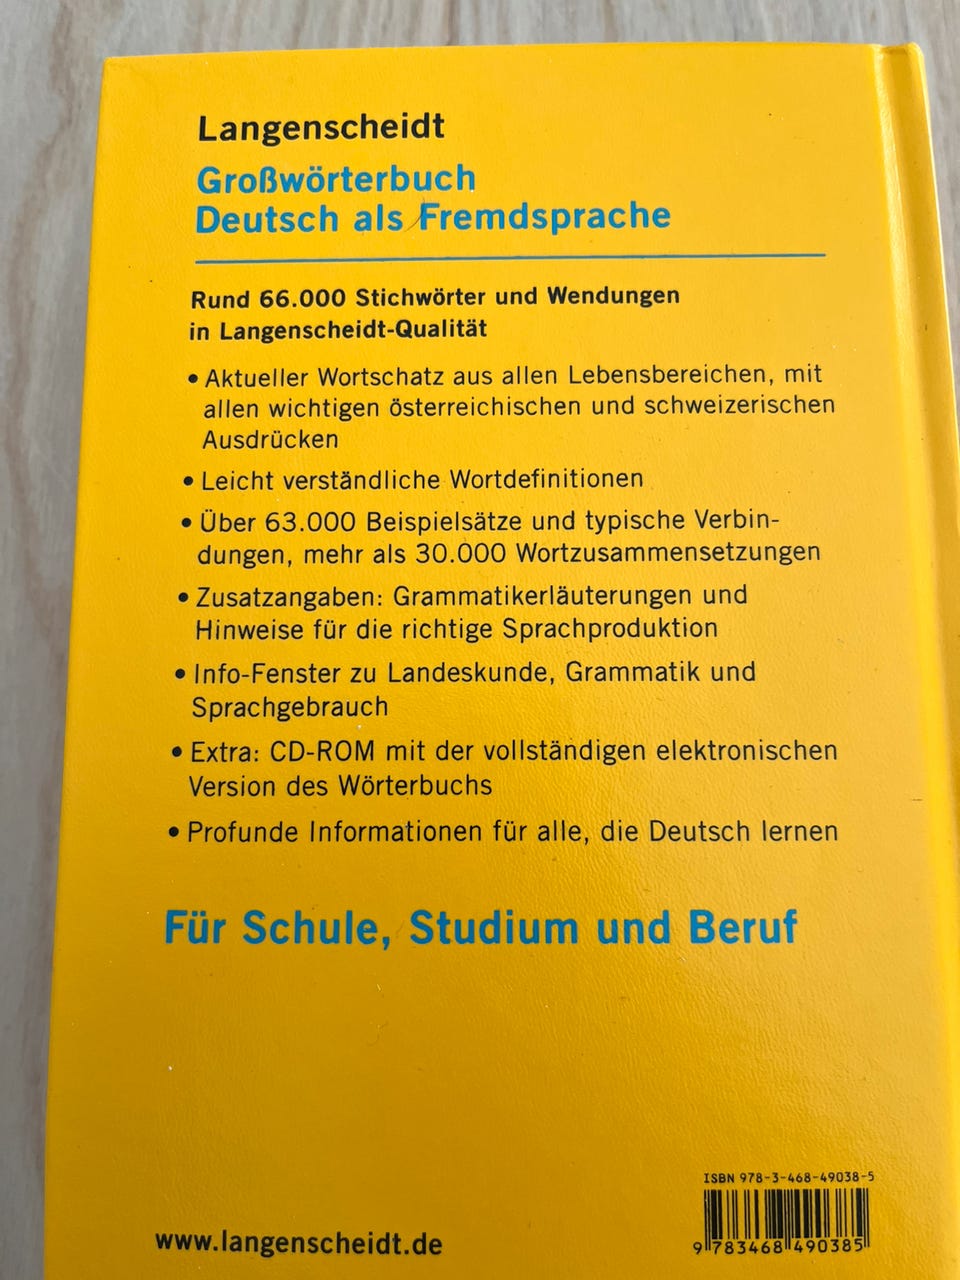 Langenscheidt
Großwörterbuch
Deutsch als Fremdsprache
Rund 66.000 Stichwörter und Wendungen
in Langenscheidt-Qualität
• Aktueller Wortschatz aus allen Lebensbereichen, mit
allen wichtigen österreichischen und schweizerischen
Ausdrücken
• Leicht verständliche Wortdefinitionen
• Über 63.000 Beispielsätze und typische Verbin-
dungen, mehr als 30.000 Wortzusammensetzungen
• Zusatzangaben: Grammatikerläuterungen und
Hinweise für die richtige Sprachproduktion
• Info-Fenster zu Landeskunde, Grammatik und
Sprachgebrauch
• Extra: CD-ROM mit der vollständigen elektronischen
Version des Wörterbuchs
• Profunde Informationen für alle, die Deutsch lernen
Für Schule, Studium und Beruf
ISBN 978-3-468-49038-5
www.langenscheidt.de
9 783468 490385